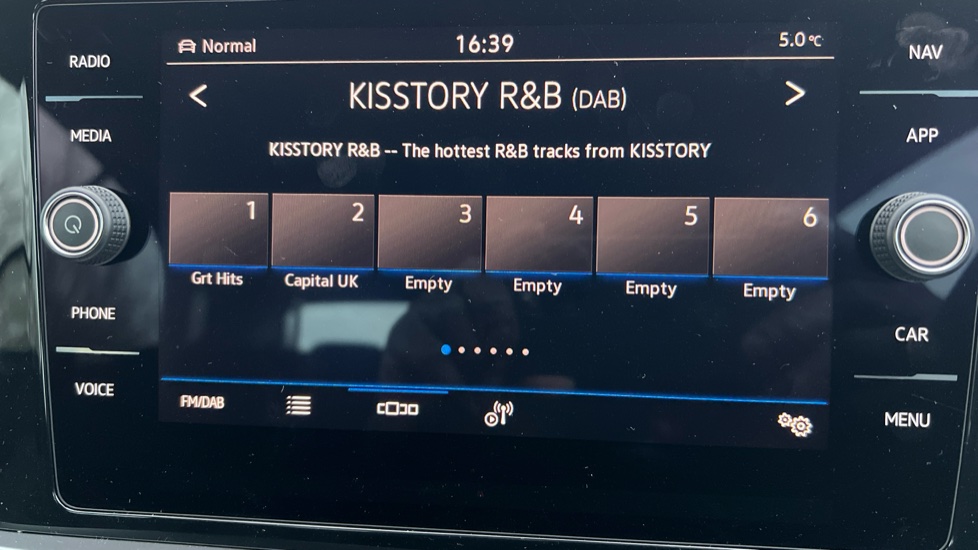 RADIO
MEDIA
PHONE
VOICE
Normal 16:39 5.0 °C
< KISSTORY R&B (DAB) >
KISSTORY R&B -- The hottest R&B tracks from KISSTORY
1 2 3 4 5 6
Grt Hits Capital UK Empty Empty Empty Empty
FM/DAB
NAV
APP
CAR
MENU